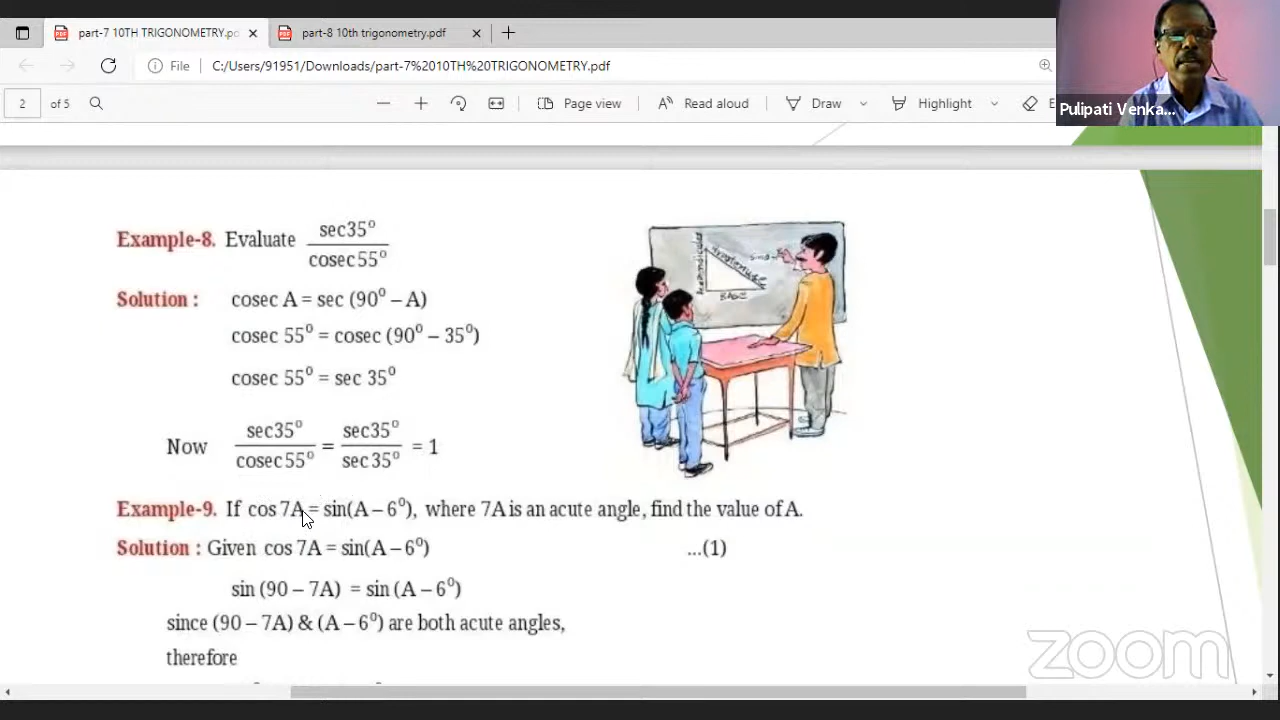 part-7 10TH TRIGONOMETRY.pd
part-8 10th trigonometry.pdf
File
C:/Users/91951/Downloads/part-7%2010TH%20TRIGONOMETRY.pdf
2 of 5
Page view
Read aloud
Draw
Highlight
E
Pulipati Venka...
Example-8. Evaluate sec35° / cosec55°
Solution : cosec A = sec (90° – A)
cosec 55° = cosec (90° – 35°)
cosec 55° = sec 35°
Now sec35° / cosec55° = sec35° / sec35° = 1
BASE
Example-9. If cos 7A = sin(A – 6°), where 7A is an acute angle, find the value of A.
Solution : Given cos 7A = sin(A – 6°) ...(1)
sin (90 – 7A) = sin (A – 6°)
since (90 – 7A) & (A – 6°) are both acute angles,
therefore
zoom